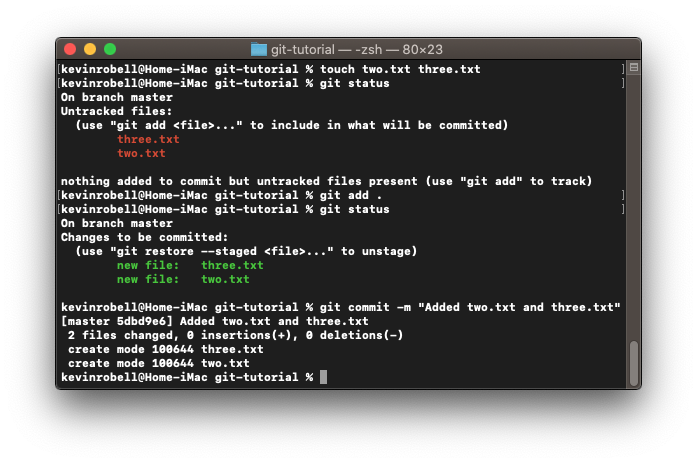 git-tutorial — -zsh — 80×23
[kevinrobell@Home-iMac git-tutorial % touch two.txt three.txt ]
[kevinrobell@Home-iMac git-tutorial % git status ]
On branch master
Untracked files:
  (use "git add <file>..." to include in what will be committed)
        three.txt
        two.txt

nothing added to commit but untracked files present (use "git add" to track)
[kevinrobell@Home-iMac git-tutorial % git add . ]
[kevinrobell@Home-iMac git-tutorial % git status ]
On branch master
Changes to be committed:
  (use "git restore --staged <file>..." to unstage)
        new file:   three.txt
        new file:   two.txt

kevinrobell@Home-iMac git-tutorial % git commit -m "Added two.txt and three.txt"
[master 5dbd9e6] Added two.txt and three.txt
 2 files changed, 0 insertions(+), 0 deletions(-)
 create mode 100644 three.txt
 create mode 100644 two.txt
kevinrobell@Home-iMac git-tutorial %